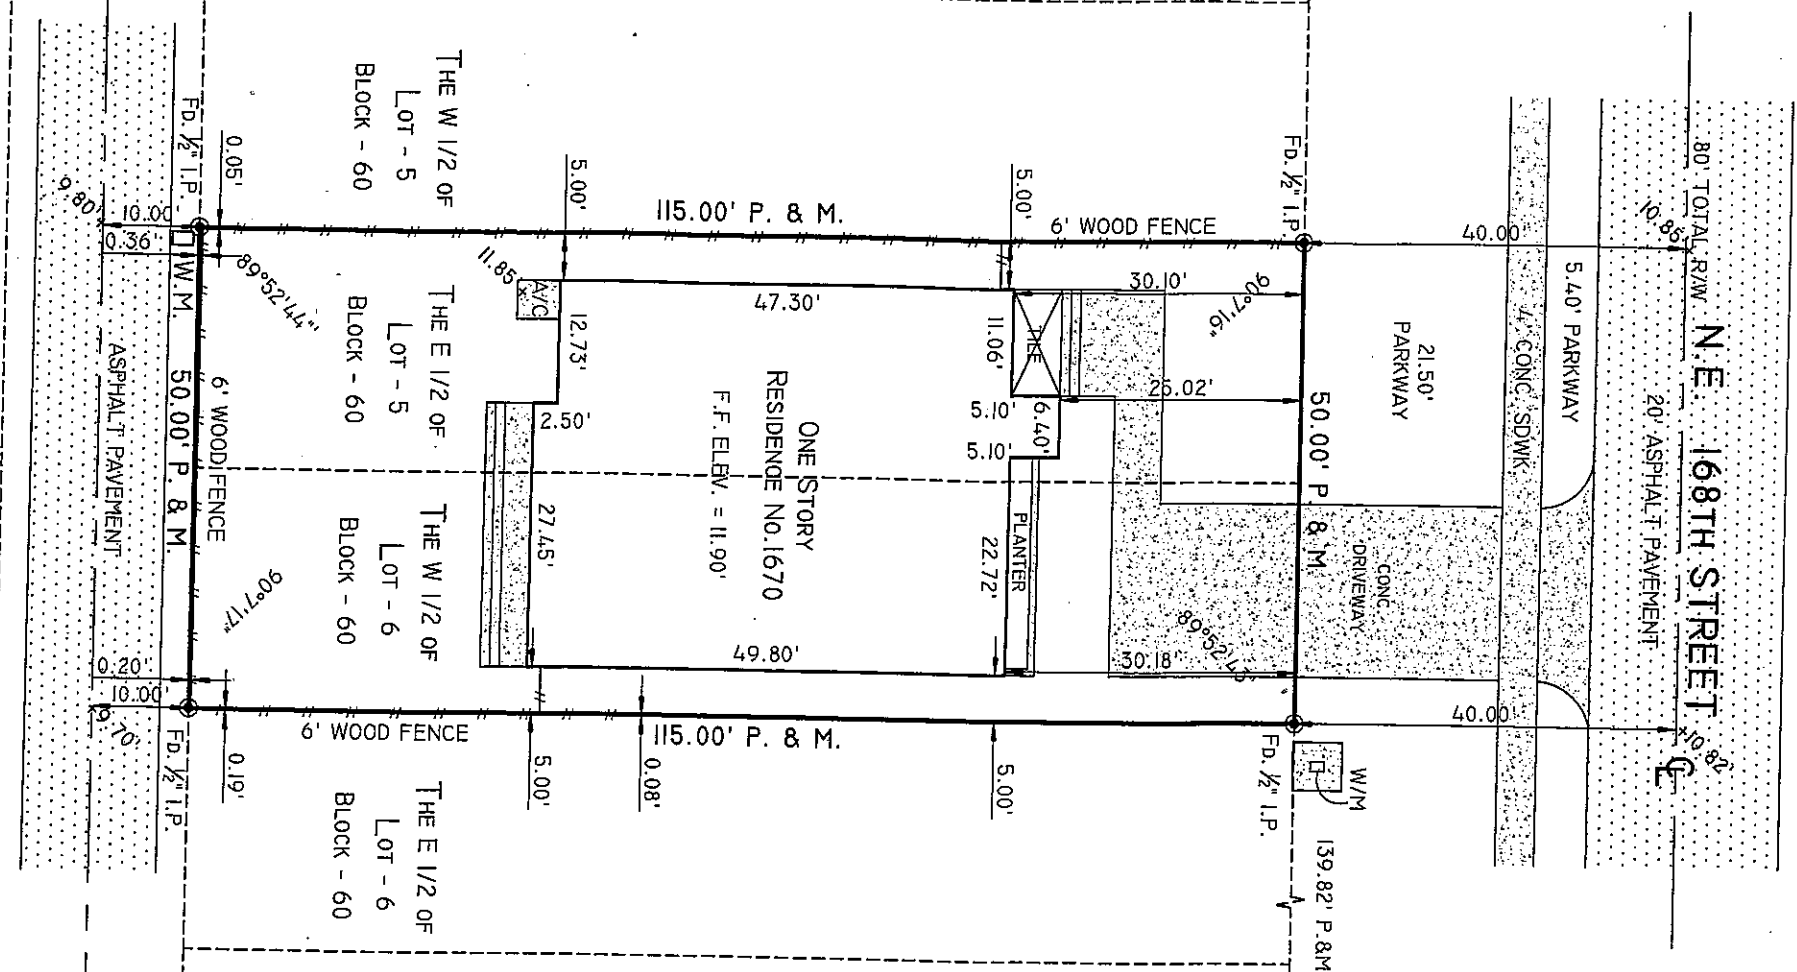 N.E. 168TH STREET
80' TOTAL R/W
20' ASPHALT PAVEMENT
10.85'
10.82'
40.00'
40.00'
5.40' PARKWAY
4' CONC. SDWK.
21.50'
PARKWAY
CONC.
DRIVEWAY
W/M
139.82' P.&M
FD. 1/2" I.P.
FD. 1/2" I.P.
50.00' P. & M.
90°7'16"
89°52'43"
30.10'
25.02'
30.18'
6' WOOD FENCE
115.00' P. & M.
5.00'
5.00'
TILE
11.06'
5.10'
6.40'
5.10'
PLANTER
22.72'
47.30'
ONE STORY
RESIDENCE No.1670
F.F. ELEV. = 11.90'
49.80'
A/C
11.85'
12.73'
2.50'
27.45'
THE W 1/2 OF
LOT - 5
BLOCK - 60
THE E 1/2 OF
LOT - 5
BLOCK - 60
THE W 1/2 OF
LOT - 6
BLOCK - 60
THE E 1/2 OF
LOT - 6
BLOCK - 60
6' WOOD FENCE
115.00' P. & M.
5.00'
0.08'
5.00'
0.19'
0.05'
89°52'44"
90°7'17"
6' WOOD FENCE
W.M.
50.00' P. & M.
FD. 1/2" I.P.
FD. 1/2" I.P.
10.00'
0.36'
9.80'
0.20'
10.00'
9.70'
ASPHALT PAVEMENT